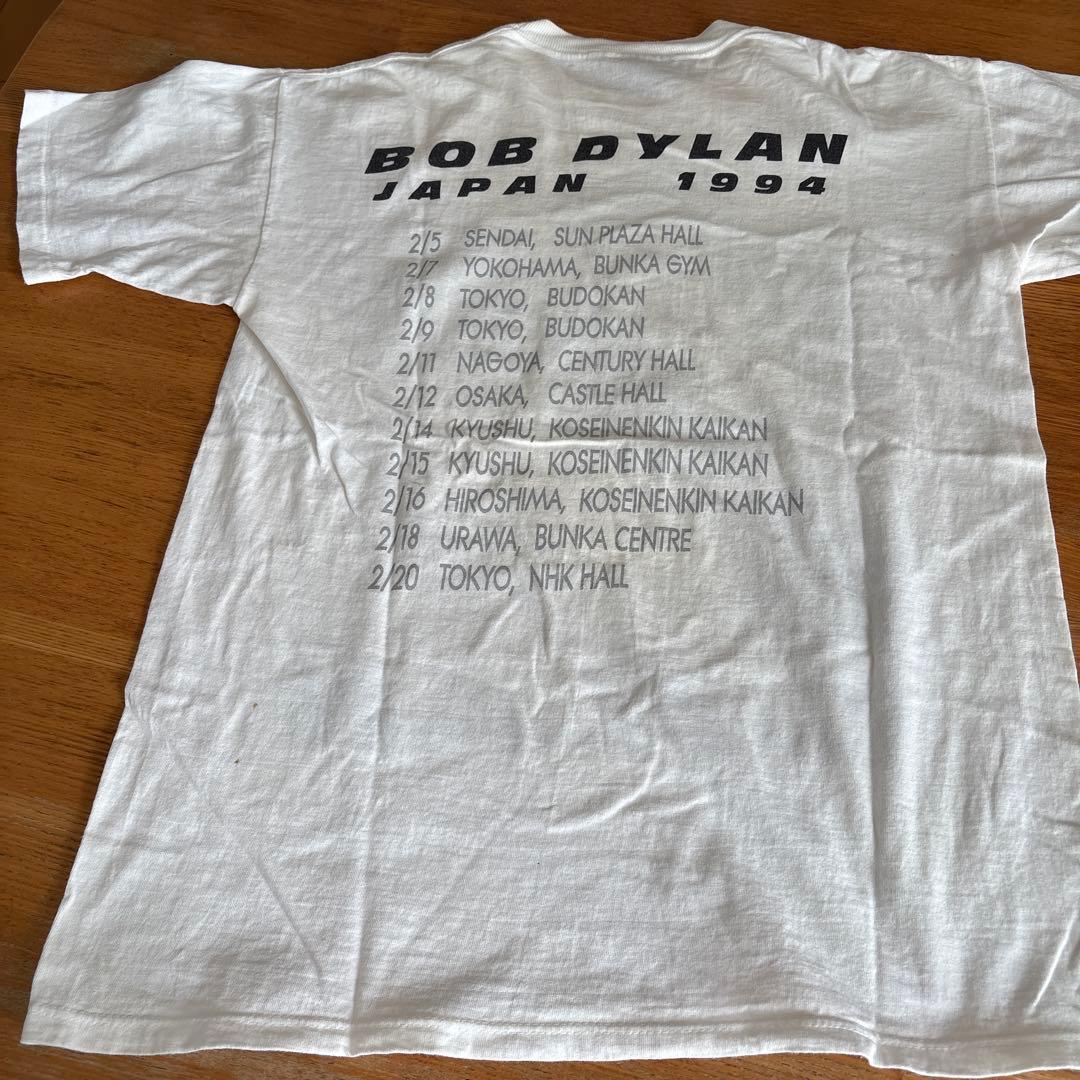 BOB DYLAN
JAPAN 1994
2/5 SENDAI, SUN PLAZA HALL
2/7 YOKOHAMA, BUNKA GYM
2/8 TOKYO, BUDOKAN
2/9 TOKYO, BUDOKAN
2/11 NAGOYA, CENTURY HALL
2/12 OSAKA, CASTLE HALL
2/14 KYUSHU, KOSEINENKIN KAIKAN
2/15 KYUSHU, KOSEINENKIN KAIKAN
2/16 HIROSHIMA, KOSEINENKIN KAIKAN
2/18 URAWA, BUNKA CENTRE
2/20 TOKYO, NHK HALL